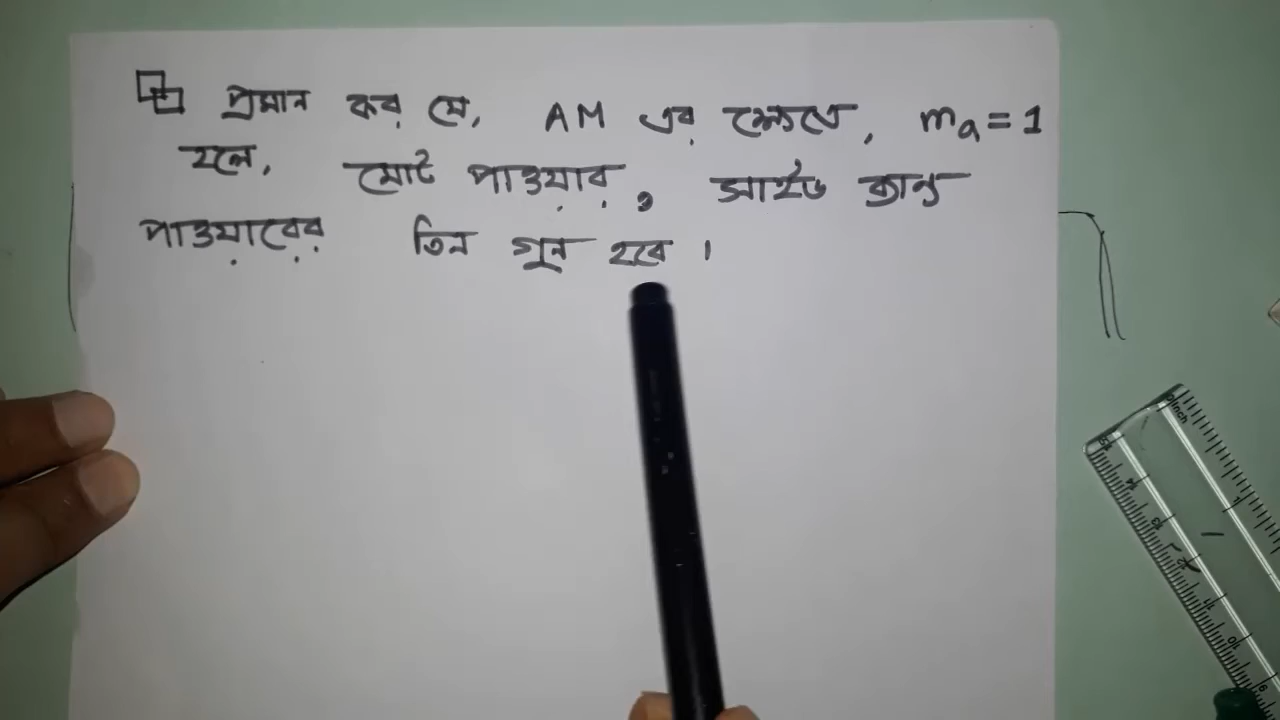 প্রমান কর যে, AM এর ক্ষেত্রে, mₐ = 1
হলে, মোট পাওয়ার, সাইড ব্যান্ড
পাওয়ারের তিন গুন হবে।